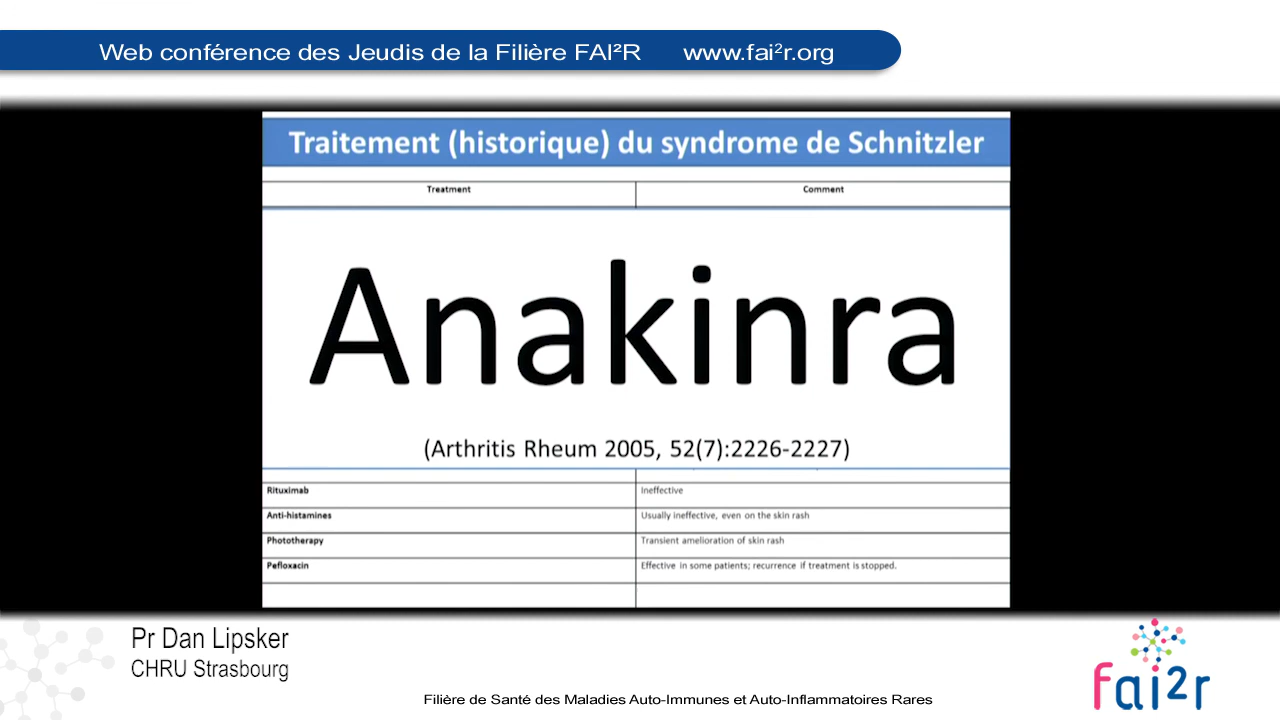 Web conférence des Jeudis de la Filière FAI²R www.fai²r.org
Traitement (historique) du syndrome de Schnitzler
Treatment Comment
Anakinra
(Arthritis Rheum 2005, 52(7):2226-2227)
Rituximab Ineffective
Anti-histamines Usually ineffective, even on the skin rash
Phototherapy Transient amelioration of skin rash
Pefloxacin Effective in some patients; recurrence if treatment is stopped.
Pr Dan Lipsker
CHRU Strasbourg
fai2r
Filière de Santé des Maladies Auto-Immunes et Auto-Inflammatoires Rares